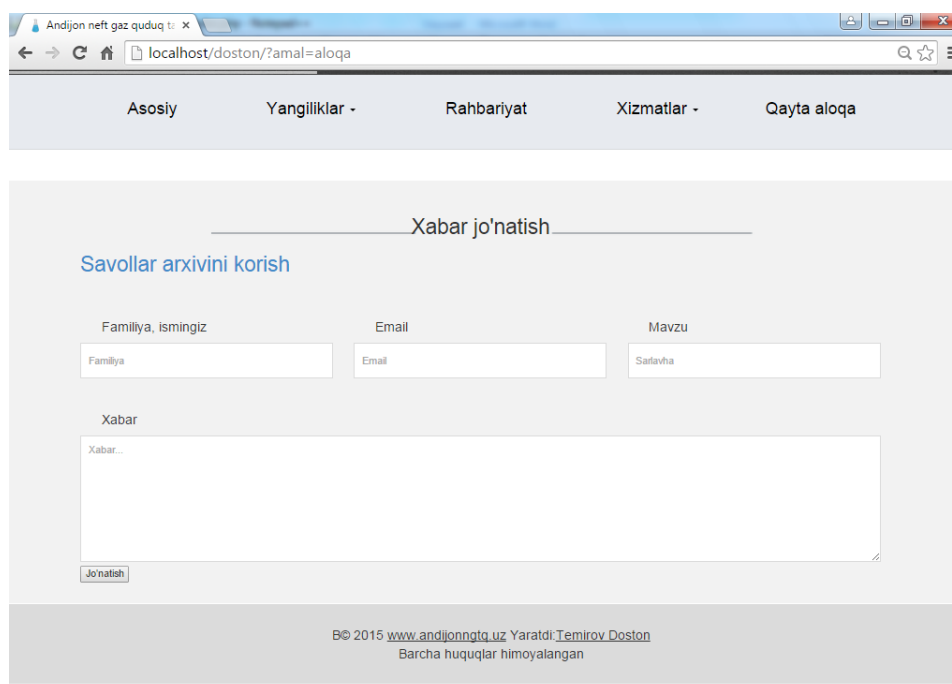 Andijon neft gaz quduq ta
localhost/doston/?amal=aloqa
Asosiy Yangiliklar Rahbariyat Xizmatlar Qayta aloqa
Xabar jo'natish
Savollar arxivini korish
Familiya, ismingiz Email Mavzu
Familiya Email Sarlavha
Xabar
Xabar...
Jo'natish
В© 2015 www.andijonngtq.uz Yaratdi:Temirov Doston
Barcha huquqlar himoyalangan